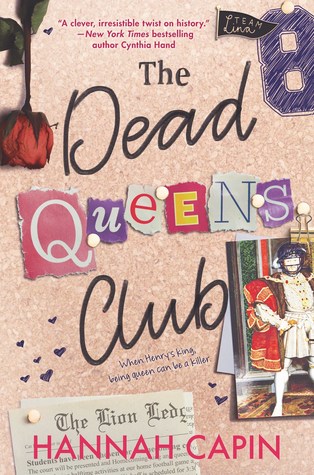 "A clever, irresistible twist on history."
—New York Times bestselling
author Cynthia Hand
TEAM
Lina
8
The
Dead
QUEENS
Club
When Henry's king,
being queen can be a killer
The Lion Ledg
HANNAH CAPIN